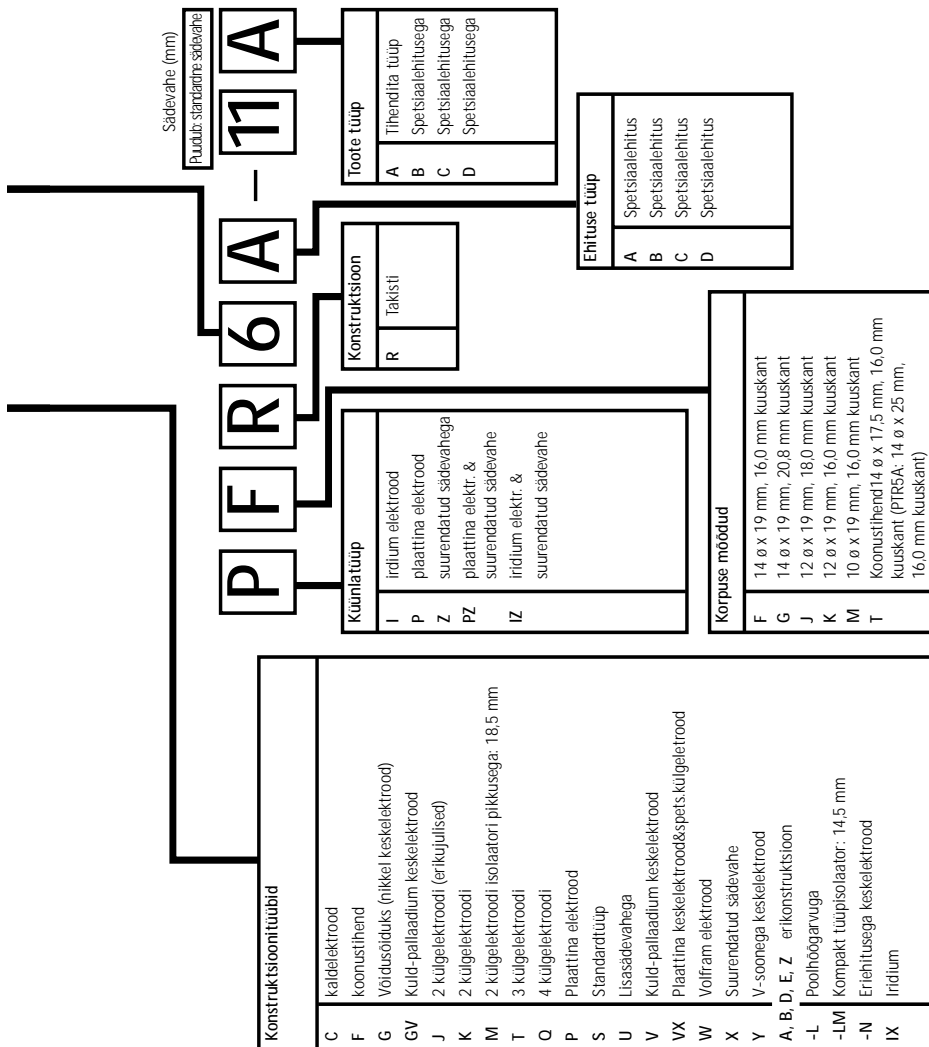 Sädevahe (mm)
Puudub: standardne sädevahe
P F R 6 A – 11 A
Toote tüüp
A Tihendita tüüp
B Spetsiaalehitusega
C Spetsiaalehitusega
D Spetsiaalehitusega
Ehituse tüüp
A Spetsiaalehitus
B Spetsiaalehitus
C Spetsiaalehitus
D Spetsiaalehitus
Konstruktsioon
R Takisti
Küünlatüüp
I irdium elektrood
P plaattina elektrood
Z suurendatud sädevahega
PZ plaattina elektr. &
suurendatud sädevahe
IZ iridium elektr. &
suurendatud sädevahe
Korpuse mõõdud
F 14 ø x 19 mm, 16,0 mm kuuskant
G 14 ø x 19 mm, 20,8 mm kuuskant
J 12 ø x 19 mm, 18,0 mm kuuskant
K 12 ø x 19 mm, 16,0 mm kuuskant
M 10 ø x 19 mm, 16,0 mm kuuskant
T Koonustihend14 ø x 17,5 mm, 16,0 mm
kuuskant (PTR5A: 14 ø x 25 mm,
16,0 mm kuuskant)
Konstruktsioonitüübid
C kaldelektrood
F koonustihend
G Võidusoiduks (nikkel keskelektrood)
GV Kuld-pallaadium keskelektrood
J 2 külgelektroodi (erikujulised)
K 2 külgelektroodi
M 2 külgelektroodi isolaatori pikkusega: 18,5 mm
T 3 külgelektroodi
Q 4 külgelektroodi
P Plaattina elektrood
S Standardtüüp
U Lisasädevahega
V Kuld-pallaadium keskelektrood
VX Plaattina keskelektrood&spets.külgeletrood
W Volfram elektrood
X Suurendatud sädevahe
Y V-soonega keskelektrood
A, B, D, E, Z erikonstruktsioon
-L Poolhöögarvuga
-LM Kompakt tüüpisolaator: 14,5 mm
-N Eriehitusega keskelektrood
IX Iridium